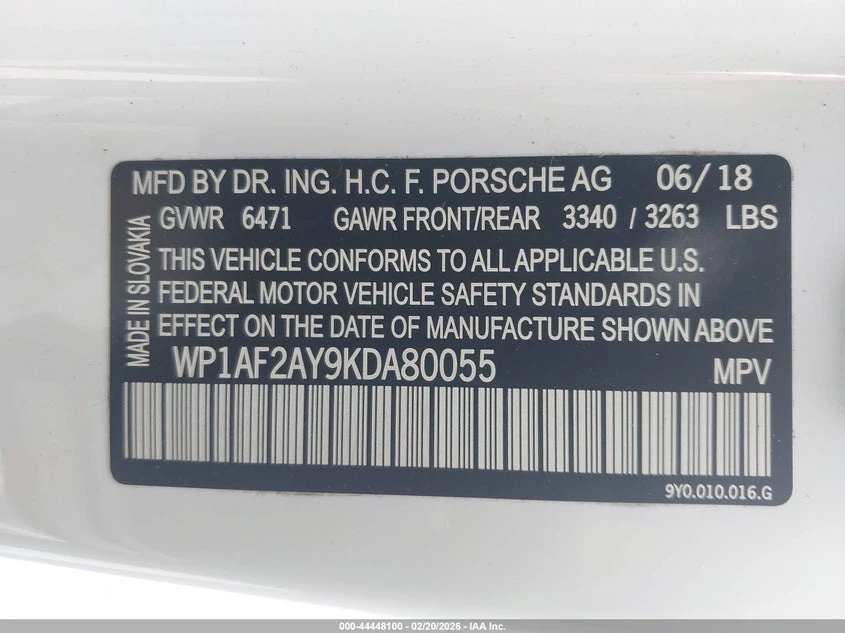 MFD BY DR. ING. H.C. F. PORSCHE AG 06/18
GVWR 6471 GAWR FRONT/REAR 3340 / 3263 LBS
THIS VEHICLE CONFORMS TO ALL APPLICABLE U.S.
FEDERAL MOTOR VEHICLE SAFETY STANDARDS IN
EFFECT ON THE DATE OF MANUFACTURE SHOWN ABOVE
MADE IN SLOVAKIA
WP1AF2AY9KDA80055 MPV
9Y0.010.016.G
000-44448100 - 02/20/2026 - IAA Inc.